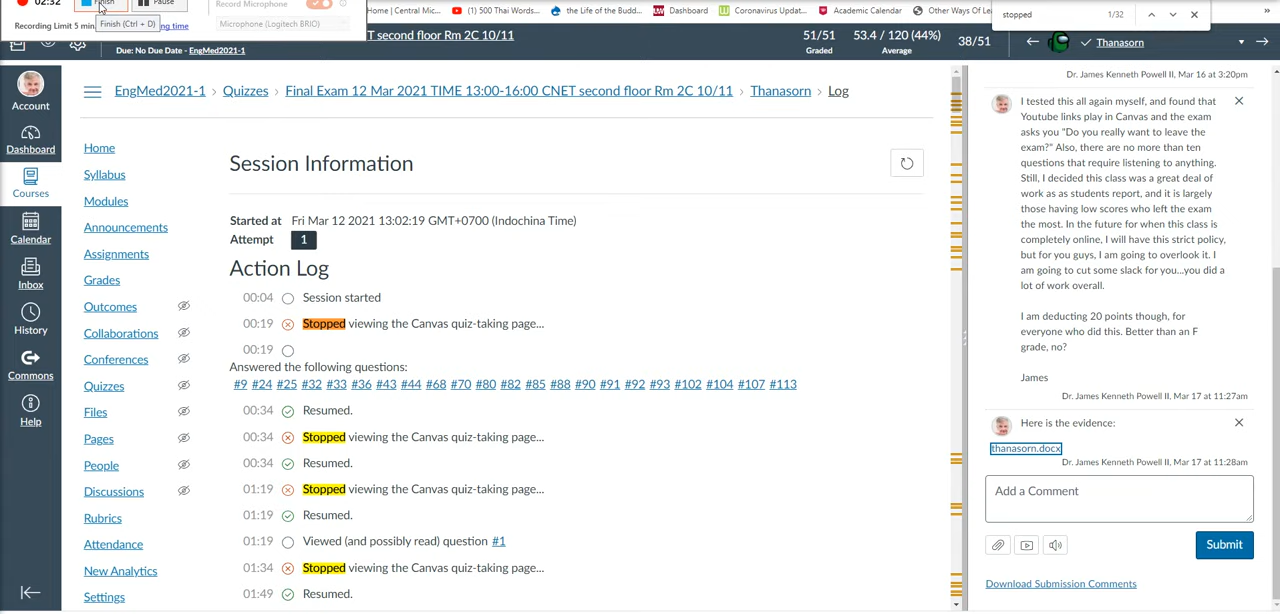 02:32
Finish
Pause
Record Microphone
Recording Limit 5 min.
ng time
Finish (Ctrl + D)
Microphone (Logitech BRIO)
Home | Central Mic...
(1) 500 Thai Words...
the Life of the Budd...
Dashboard
Coronavirus Updat...
Academic Calendar
Other Ways Of Le
»
stopped
1/32
T second floor Rm 2C 10/11
Due: No Due Date - EngMed2021-1
51/51
Graded
53.4 / 120 (44%)
Average
38/51
Thanasorn
Account
Dashboard
Courses
Calendar
Inbox
History
Commons
Help
EngMed2021-1 > Quizzes > Final Exam 12 Mar 2021 TIME 13:00-16:00 CNET second floor Rm 2C 10/11 > Thanasorn > Log
Home
Syllabus
Modules
Announcements
Assignments
Grades
Outcomes
Collaborations
Conferences
Quizzes
Files
Pages
People
Discussions
Rubrics
Attendance
New Analytics
Settings
Session Information
Started at Fri Mar 12 2021 13:02:19 GMT+0700 (Indochina Time)
Attempt 1
Action Log
00:04 Session started
00:19 Stopped viewing the Canvas quiz-taking page...
00:19
Answered the following questions:
#9 #24 #25 #32 #33 #36 #43 #44 #68 #70 #80 #82 #85 #88 #90 #91 #92 #93 #102 #104 #107 #113
00:34 Resumed.
00:34 Stopped viewing the Canvas quiz-taking page...
00:34 Resumed.
01:19 Stopped viewing the Canvas quiz-taking page...
01:19 Resumed.
01:19 Viewed (and possibly read) question #1
01:34 Stopped viewing the Canvas quiz-taking page...
01:49 Resumed.
Dr. James Kenneth Powell II, Mar 16 at 3:20pm
I tested this all again myself, and found that
Youtube links play in Canvas and the exam
asks you "Do you really want to leave the
exam?" Also, there are no more than ten
questions that require listening to anything.
Still, I decided this class was a great deal of
work as as students report, and it is largely
those having low scores who left the exam
the most. In the future for when this class is
completely online, I will have this strict policy,
but for you guys, I am going to overlook it. I
am going to cut some slack for you...you did a
lot of work overall.
I am deducting 20 points though, for
everyone who did this. Better than an F
grade, no?
James
Dr. James Kenneth Powell II, Mar 17 at 11:27am
Here is the evidence:
thanasorn.docx
Dr. James Kenneth Powell II, Mar 17 at 11:28am
Add a Comment
Submit
Download Submission Comments